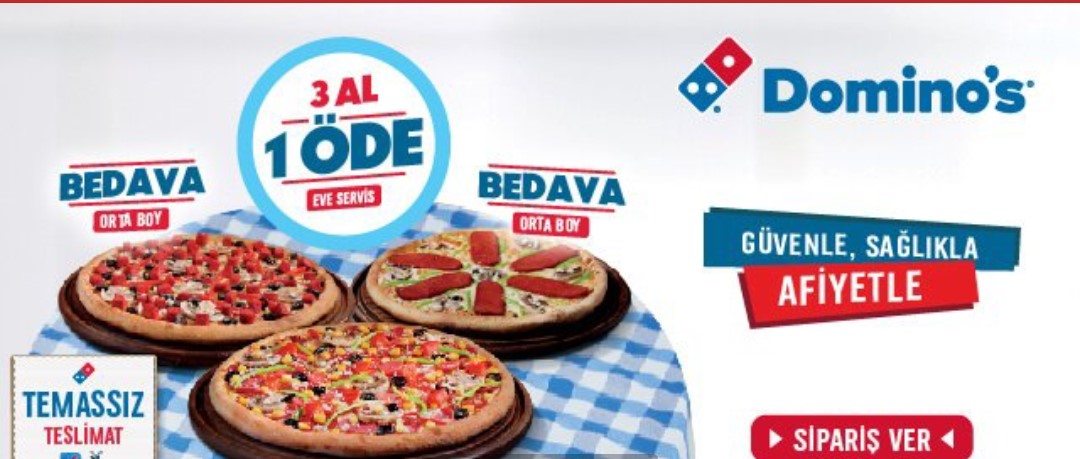 3 AL
1 ÖDE
EVE SERVİS
BEDAVA
ORTA BOY
BEDAVA
ORTA BOY
Domino's
GÜVENLE, SAĞLIKLA
AFİYETLE
TEMASSIZ
TESLİMAT
SİPARİŞ VER